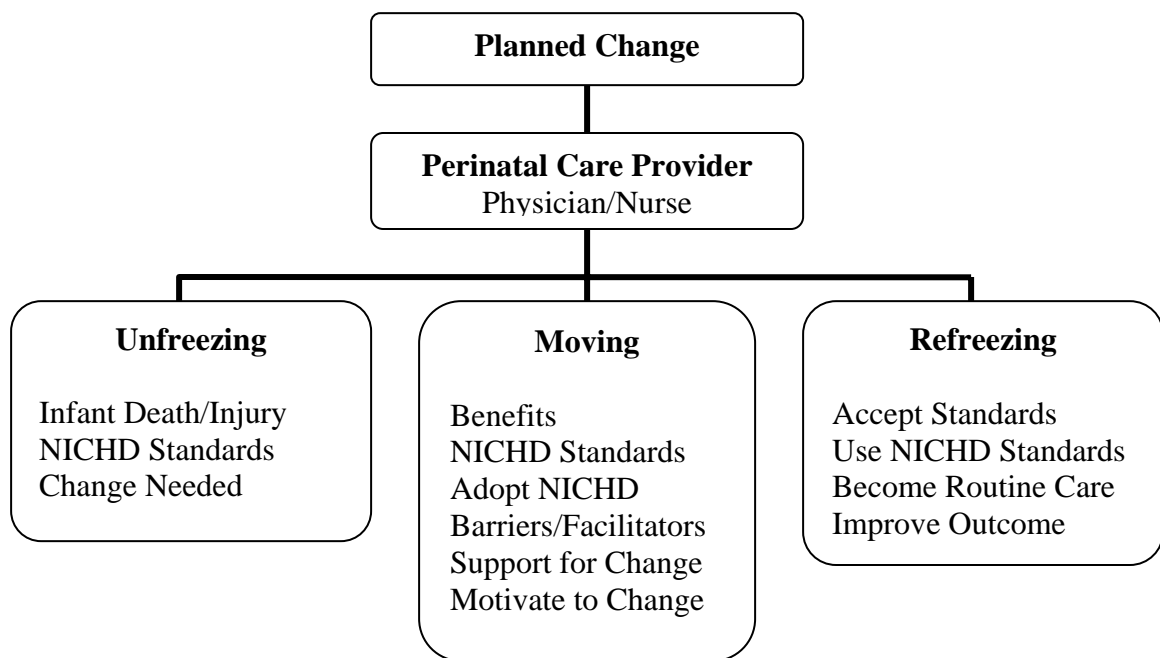 Planned Change
Perinatal Care Provider
Physician/Nurse
Unfreezing
Infant Death/Injury
NICHD Standards
Change Needed
Moving
Benefits
NICHD Standards
Adopt NICHD
Barriers/Facilitators
Support for Change
Motivate to Change
Refreezing
Accept Standards
Use NICHD Standards
Become Routine Care
Improve Outcome